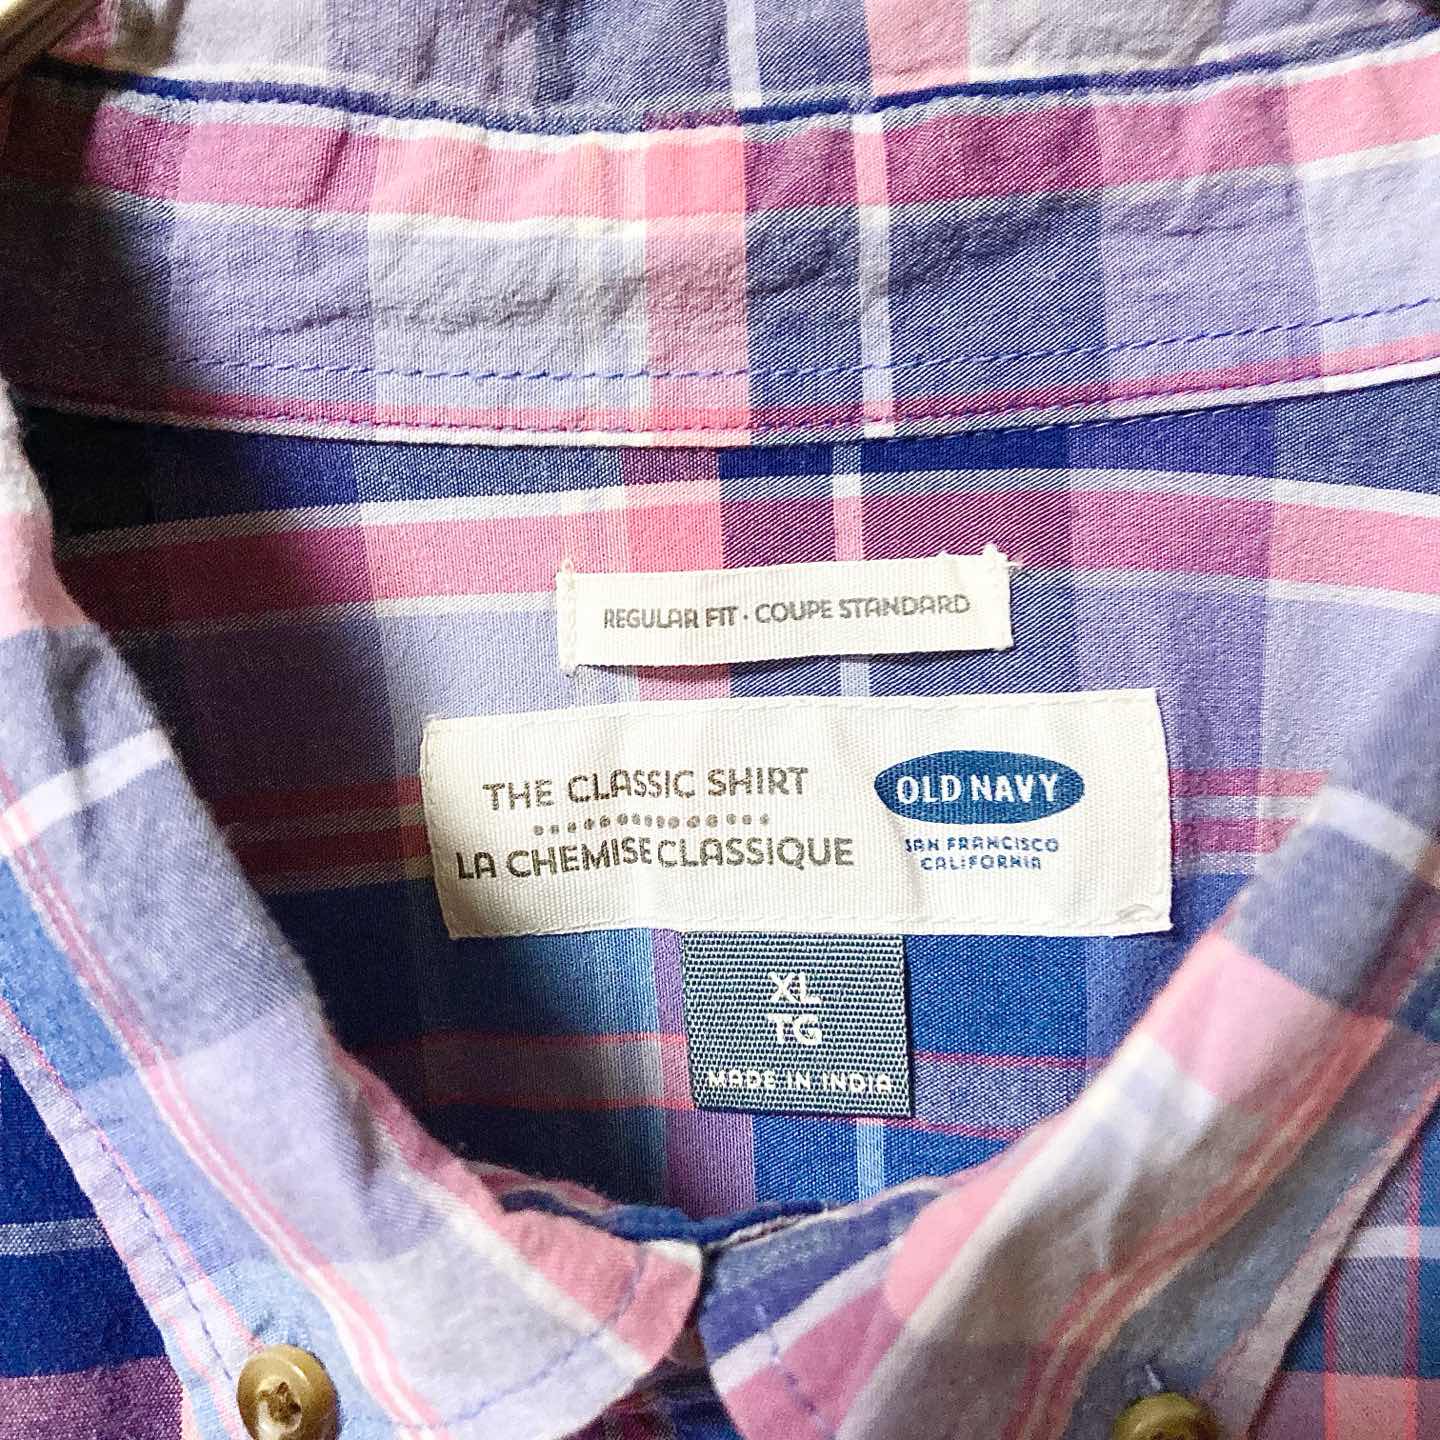 REGULAR FIT · COUPE STANDARD
THE CLASSIC SHIRT
LA CHEMISE CLASSIQUE
OLD NAVY
SAN FRANCISCO
CALIFORNIA
XL
TG
MADE IN INDIA